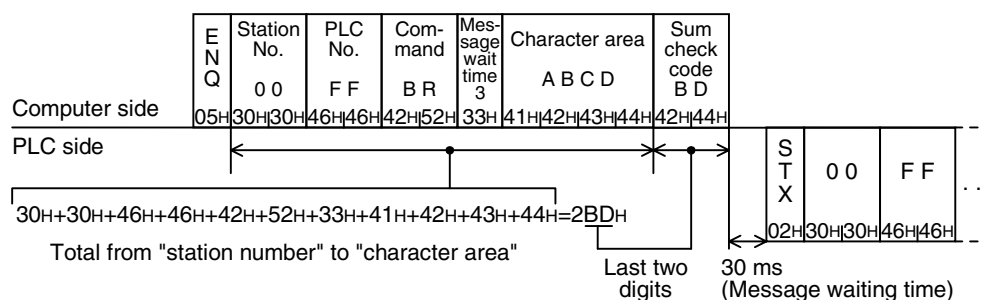 E N Q
05H
Station No.
0 0
30H 30H
PLC No.
F F
46H 46H
Com-
mand
B R
42H 52H
Mes-
sage
wait
time
3
33H
Character area
A B C D
41H 42H 43H 44H
Sum
check
code
B D
42H 44H
Computer side
PLC side
S T X
02H
0 0
30H 30H
F F
46H 46H
30H+30H+46H+46H+42H+52H+33H+41H+42H+43H+44H=2BDH
Total from "station number" to "character area"
Last two
digits
30 ms
(Message waiting time)